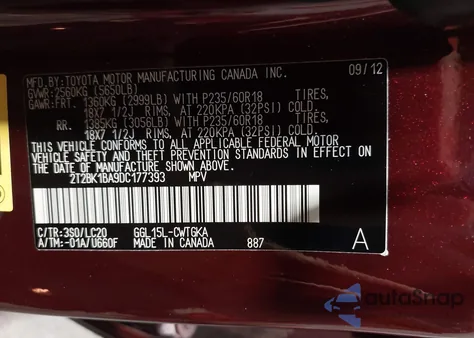 MFD.BY: TOYOTA MOTOR MANUFACTURING CANADA INC. 09/12
GVWR: 2560KG (5650LB)
GAWR: FRT. 1360KG (2999LB) WITH P235/60R18 TIRES,
18X7 1/2J RIMS, AT 220KPA (32PSI) COLD.
RR. 1385KG (3056LB) WITH P235/60R18 TIRES,
18X7 1/2J RIMS, AT 220KPA (32PSI) COLD.
THIS VEHICLE CONFORMS TO ALL APPLICABLE FEDERAL MOTOR
VEHICLE SAFETY AND THEFT PREVENTION STANDARDS IN EFFECT ON
THE DATE OF MANUFACTURE SHOWN ABOVE.
2T2BK1BA9DC177393 MPV
C/TR: 3S0/LC20 GGL15L-CWTGKA
A/TM: -01A/U660F MADE IN CANADA 887 A
autoSnap